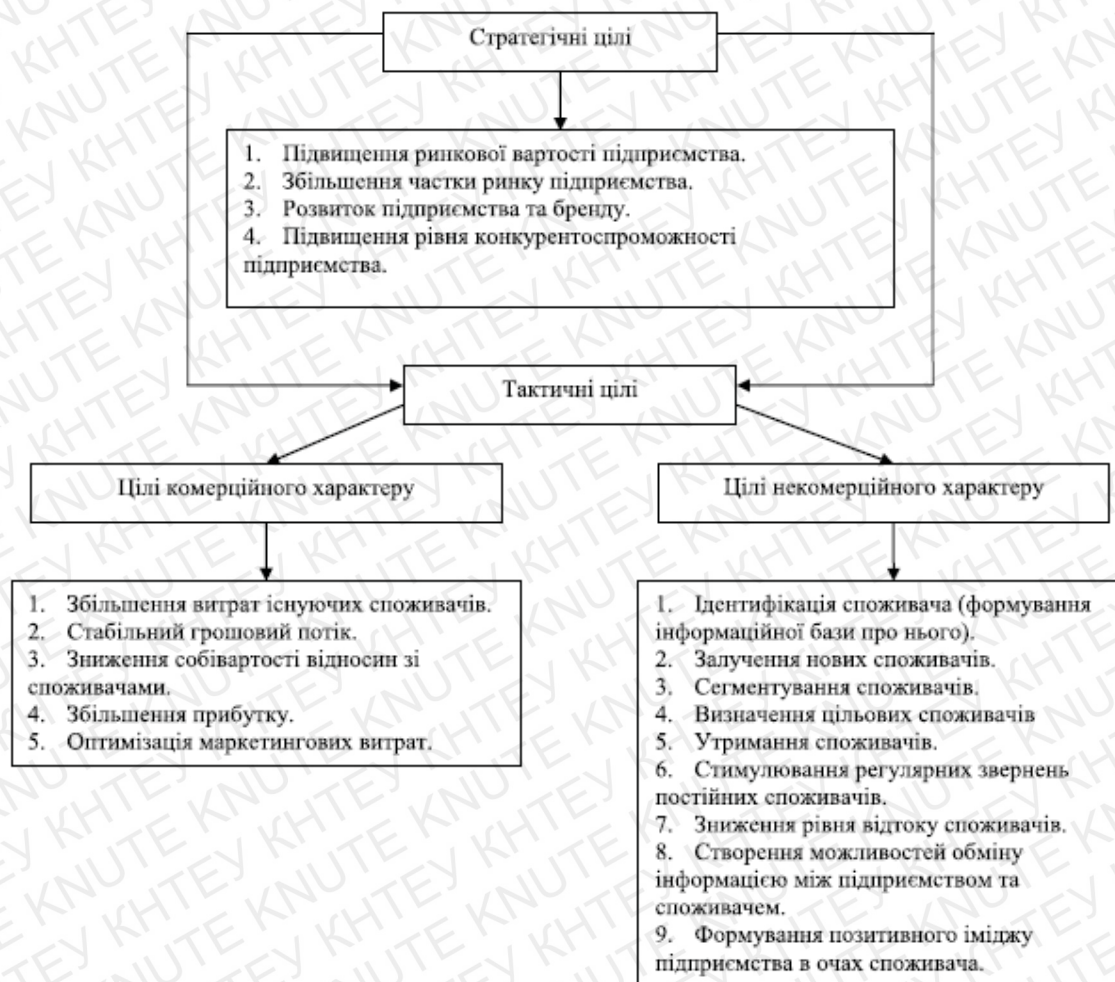 Стратегічні цілі
1. Підвищення ринкової вартості підприємства.
2. Збільшення частки ринку підприємства.
3. Розвиток підприємства та бренду.
4. Підвищення рівня конкурентоспроможності
підприємства.
Тактичні цілі
Цілі комерційного характеру
1. Збільшення витрат існуючих споживачів.
2. Стабільний грошовий потік.
3. Зниження собівартості відносин зі
споживачами.
4. Збільшення прибутку.
5. Оптимізація маркетингових витрат.
Цілі некомерційного характеру
1. Ідентифікація споживача (формування
інформаційної бази про нього).
2. Залучення нових споживачів.
3. Сегментування споживачів.
4. Визначення цільових споживачів
5. Утримання споживачів.
6. Стимулювання регулярних звернень
постійних споживачів.
7. Зниження рівня відтоку споживачів.
8. Створення можливостей обміну
інформацією між підприємством та
споживачем.
9. Формування позитивного іміджу
підприємства в очах споживача.